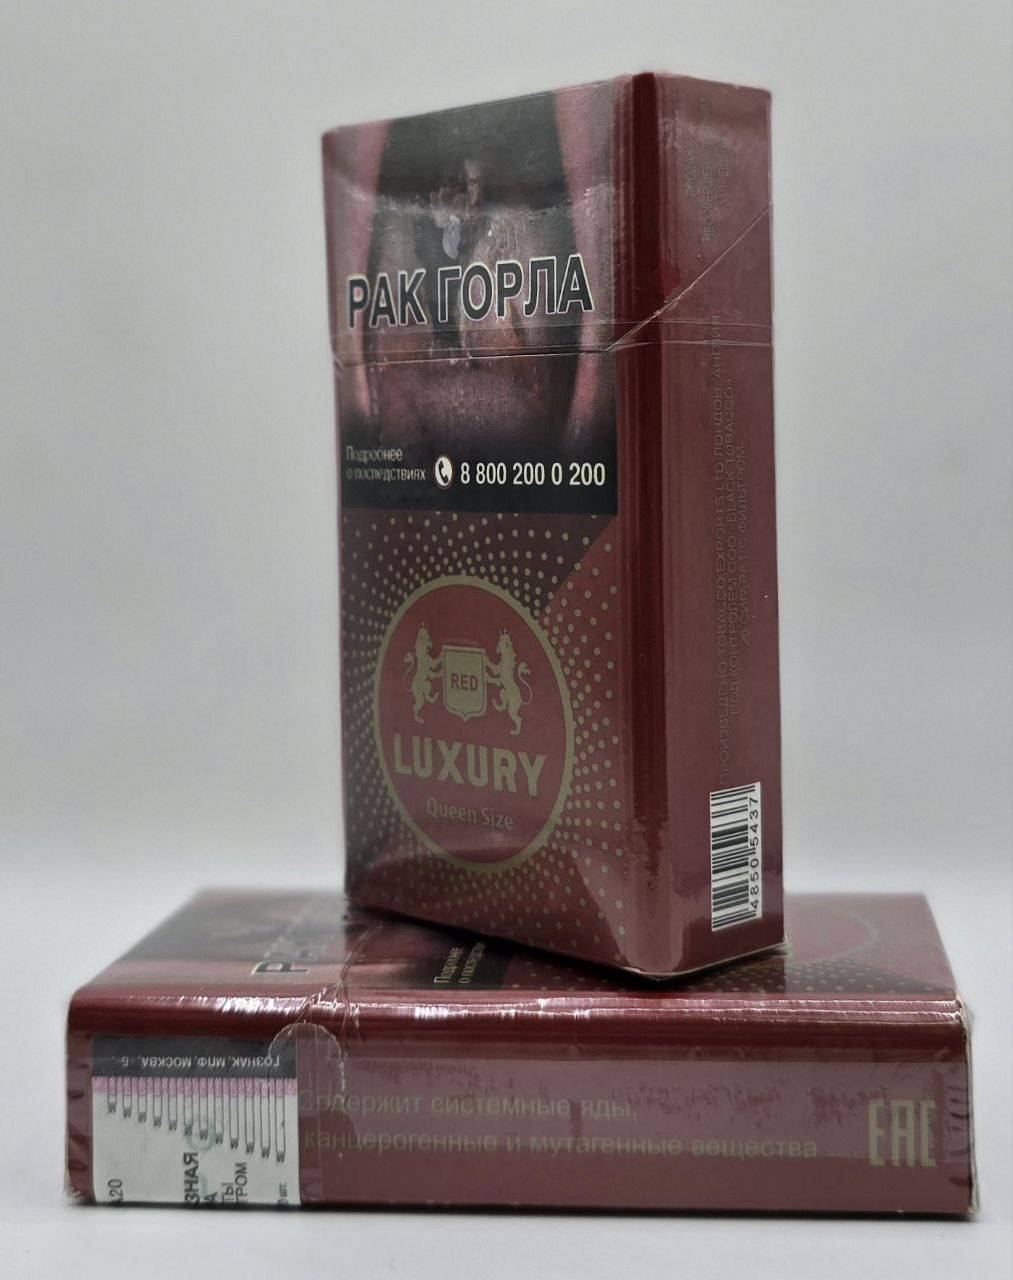 РАК ГОРЛА
Подробнее
о последствиях
8 800 200 0 200
RED
LUXURY
Queen Size
ПРОИЗВЕДЕНО TOBACCO EXPORTS LTD ЛОНДОН, АНГЛИЯ
ПОД КОНТРОЛЕМ ООО «BLACK TOBACCO»
20 СИГАРЕТ С ФИЛЬТРОМ
4850 5437
Подробнее
ГОЗНАК, МПФ, МОСКВА,
Содержит системные яды,
канцерогенные и мутагенные вещества
EAC